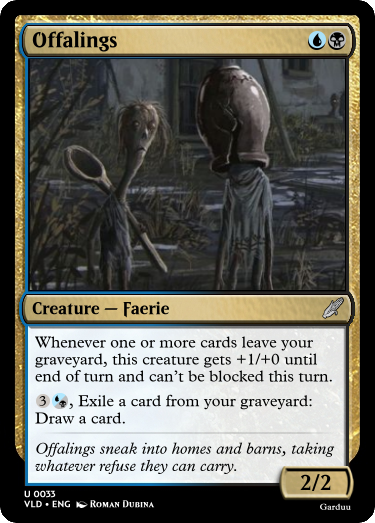 Offalings
Creature — Faerie
Whenever one or more cards leave your
graveyard, this creature gets +1/+0 until
end of turn and can't be blocked this turn.
3, Exile a card from your graveyard:
Draw a card.
Offalings sneak into homes and barns, taking
whatever refuse they can carry.
2/2
U 0033
VLD • ENG Roman Dubina
Garduu